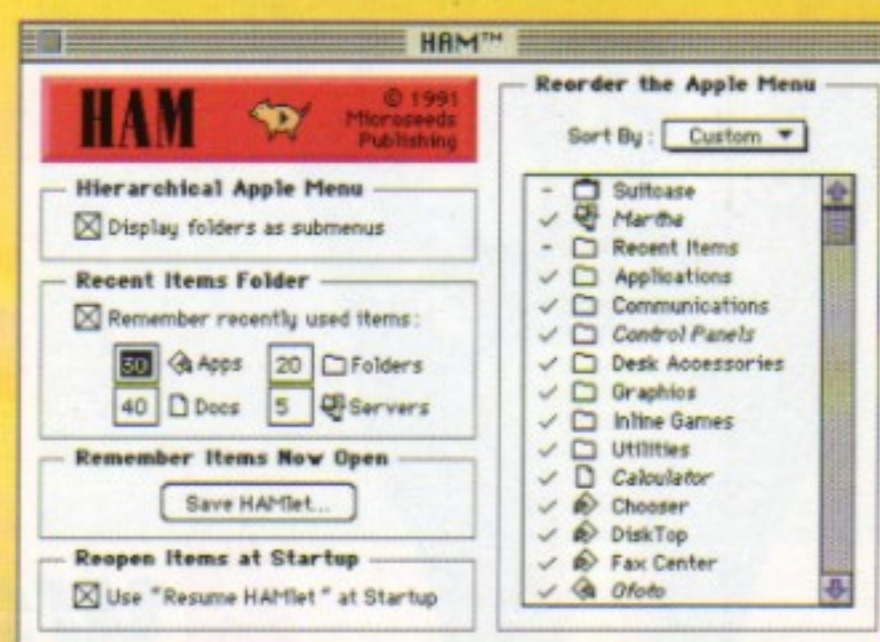 HAM™
HAM
© 1991
Microseeds
Publishing
Hierarchical Apple Menu
Display folders as submenus
Recent Items Folder
Remember recently used items:
30 Apps 20 Folders
40 Docs 5 Servers
Remember Items Now Open
Save HAMlet...
Reopen Items at Startup
Use "Resume HAMlet" at Startup
Reorder the Apple Menu
Sort By: Custom
Suitcase
Martha
Recent Items
Applications
Communications
Control Panels
Desk Accessories
Graphics
Inline Games
Utilities
Calculator
Chooser
DiskTop
Fax Center
Ofoto